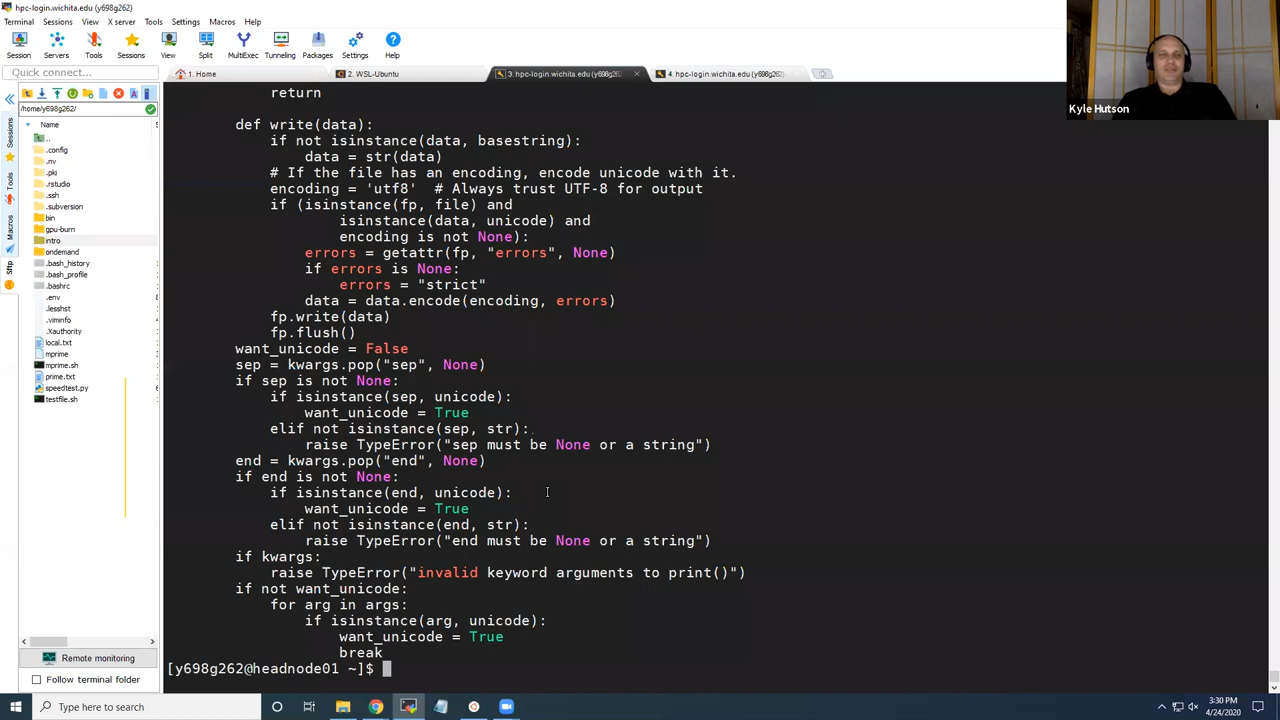 hpc-login.wichita.edu (y698g262)
Terminal Sessions View X server Tools Settings Macros Help
Session Servers Tools Sessions View Split MultiExec Tunneling Packages Settings Help
Quick connect...
1. Home
2. WSL-Ubuntu
3. hpc-login.wichita.edu (y698g262
4. hpc-login.wichita.edu (y698g262
/home/y698g262/
Name
..
.config
.nv
.pki
.rstudio
.ssh
.subversion
bin
gpu-burn
intro
ondemand
.bash_history
.bash_profile
.bashrc
.env
.lesshst
.viminfo
.Xauthority
local.txt
mprime
mprime.sh
prime.txt
speedtest.py
testfile.sh
Sessions
Tools
Macros
Sftp
Remote monitoring
Follow terminal folder
return
def write(data):
if not isinstance(data, basestring):
data = str(data)
# If the file has an encoding, encode unicode with it.
encoding = 'utf8' # Always trust UTF-8 for output
if (isinstance(fp, file) and
isinstance(data, unicode) and
encoding is not None):
errors = getattr(fp, "errors", None)
if errors is None:
errors = "strict"
data = data.encode(encoding, errors)
fp.write(data)
fp.flush()
want_unicode = False
sep = kwargs.pop("sep", None)
if sep is not None:
if isinstance(sep, unicode):
want_unicode = True
elif not isinstance(sep, str):
raise TypeError("sep must be None or a string")
end = kwargs.pop("end", None)
if end is not None:
if isinstance(end, unicode):
want_unicode = True
elif not isinstance(end, str):
raise TypeError("end must be None or a string")
if kwargs:
raise TypeError("invalid keyword arguments to print()")
if not want_unicode:
for arg in args:
if isinstance(arg, unicode):
want_unicode = True
break
[y698g262@headnode01 ~]$
Kyle Hutson
Type here to search
3:30 PM
4/24/2020